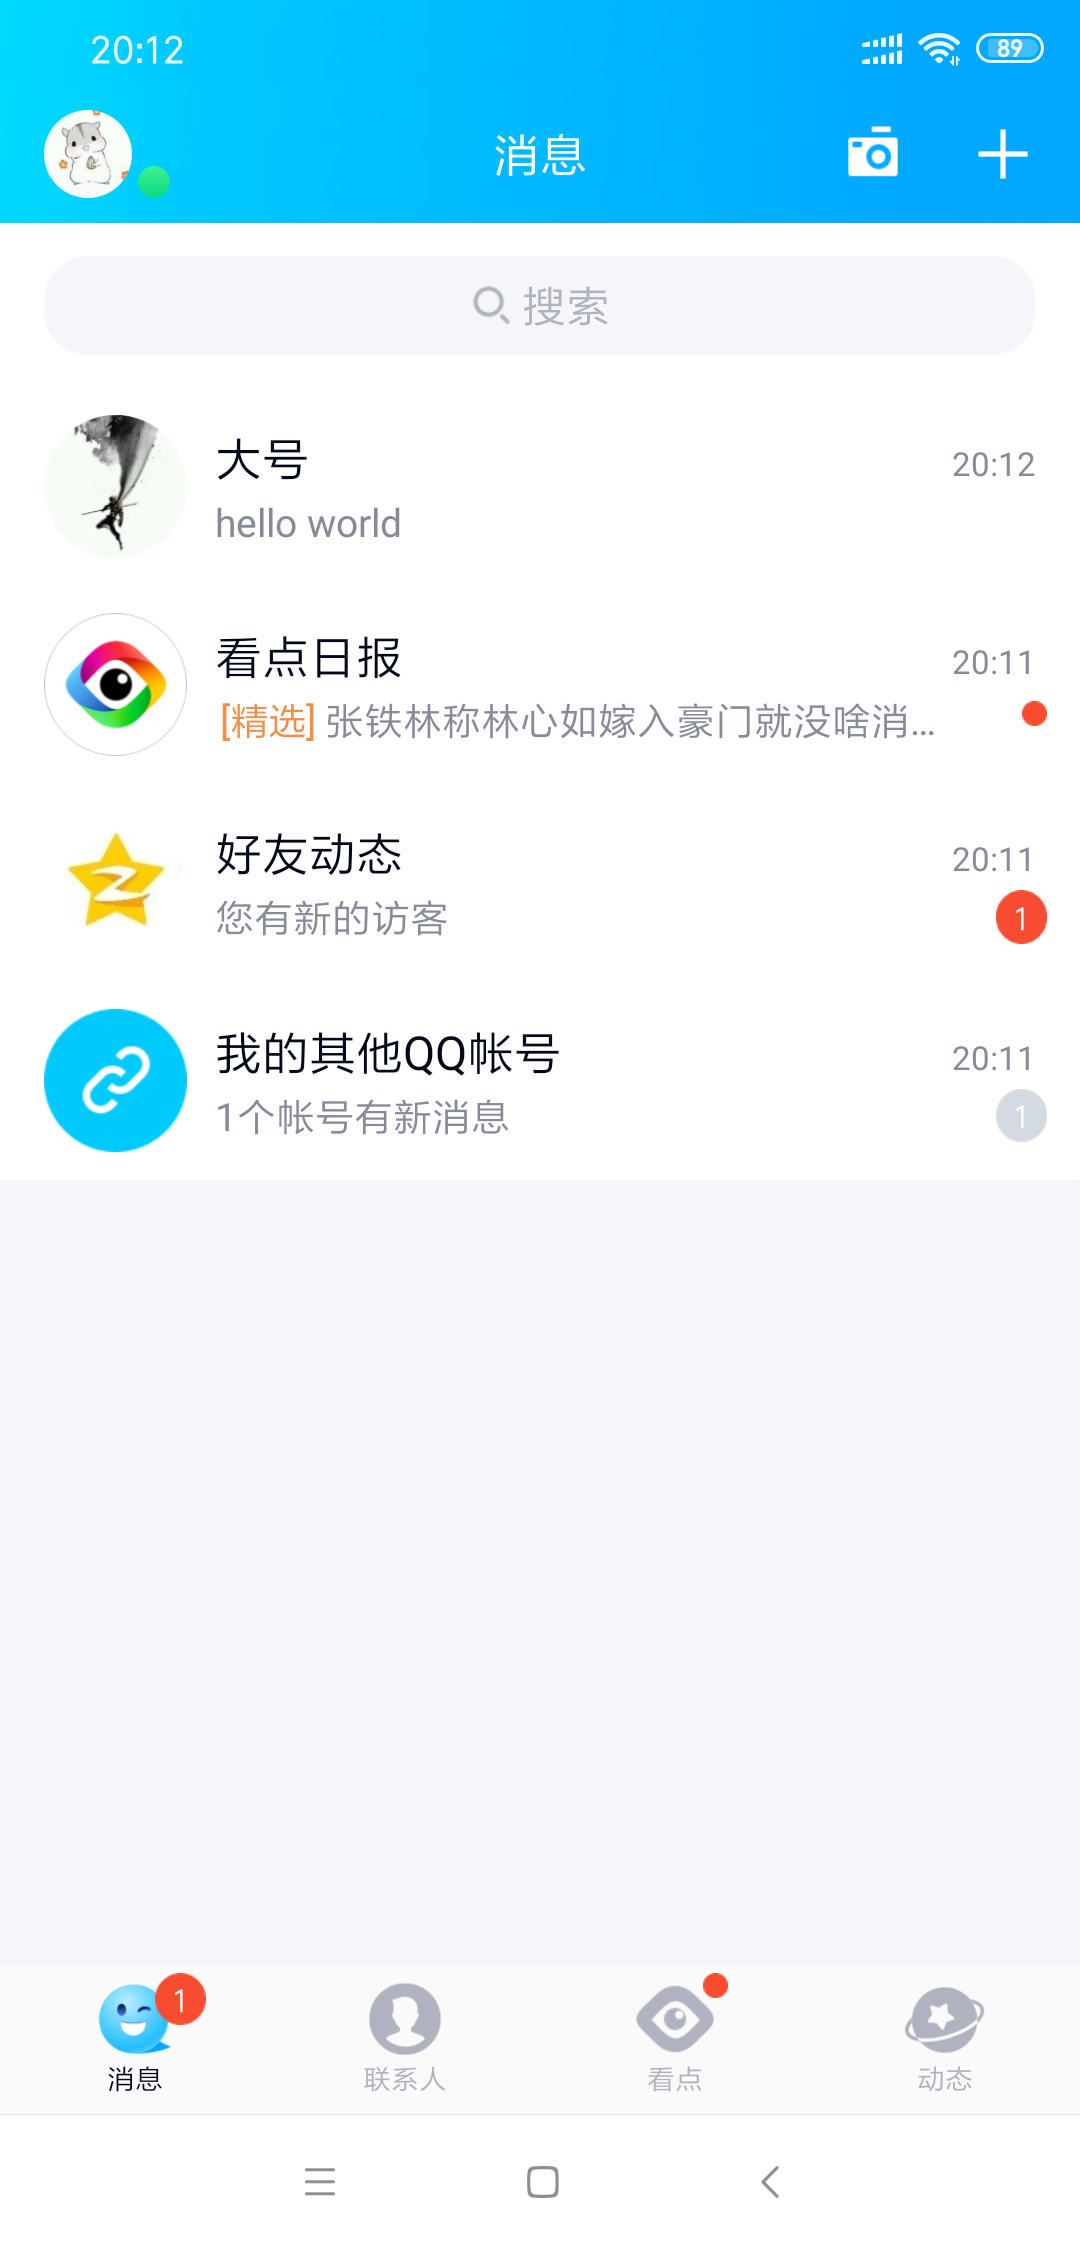 20:12
89
消息
搜索
大号
20:12
hello world
看点日报
20:11
[精选] 张铁林称林心如嫁入豪门就没啥消...
好友动态
20:11
您有新的访客
1
我的其他QQ帐号
20:11
1个帐号有新消息
1
1
消息
联系人
看点
动态